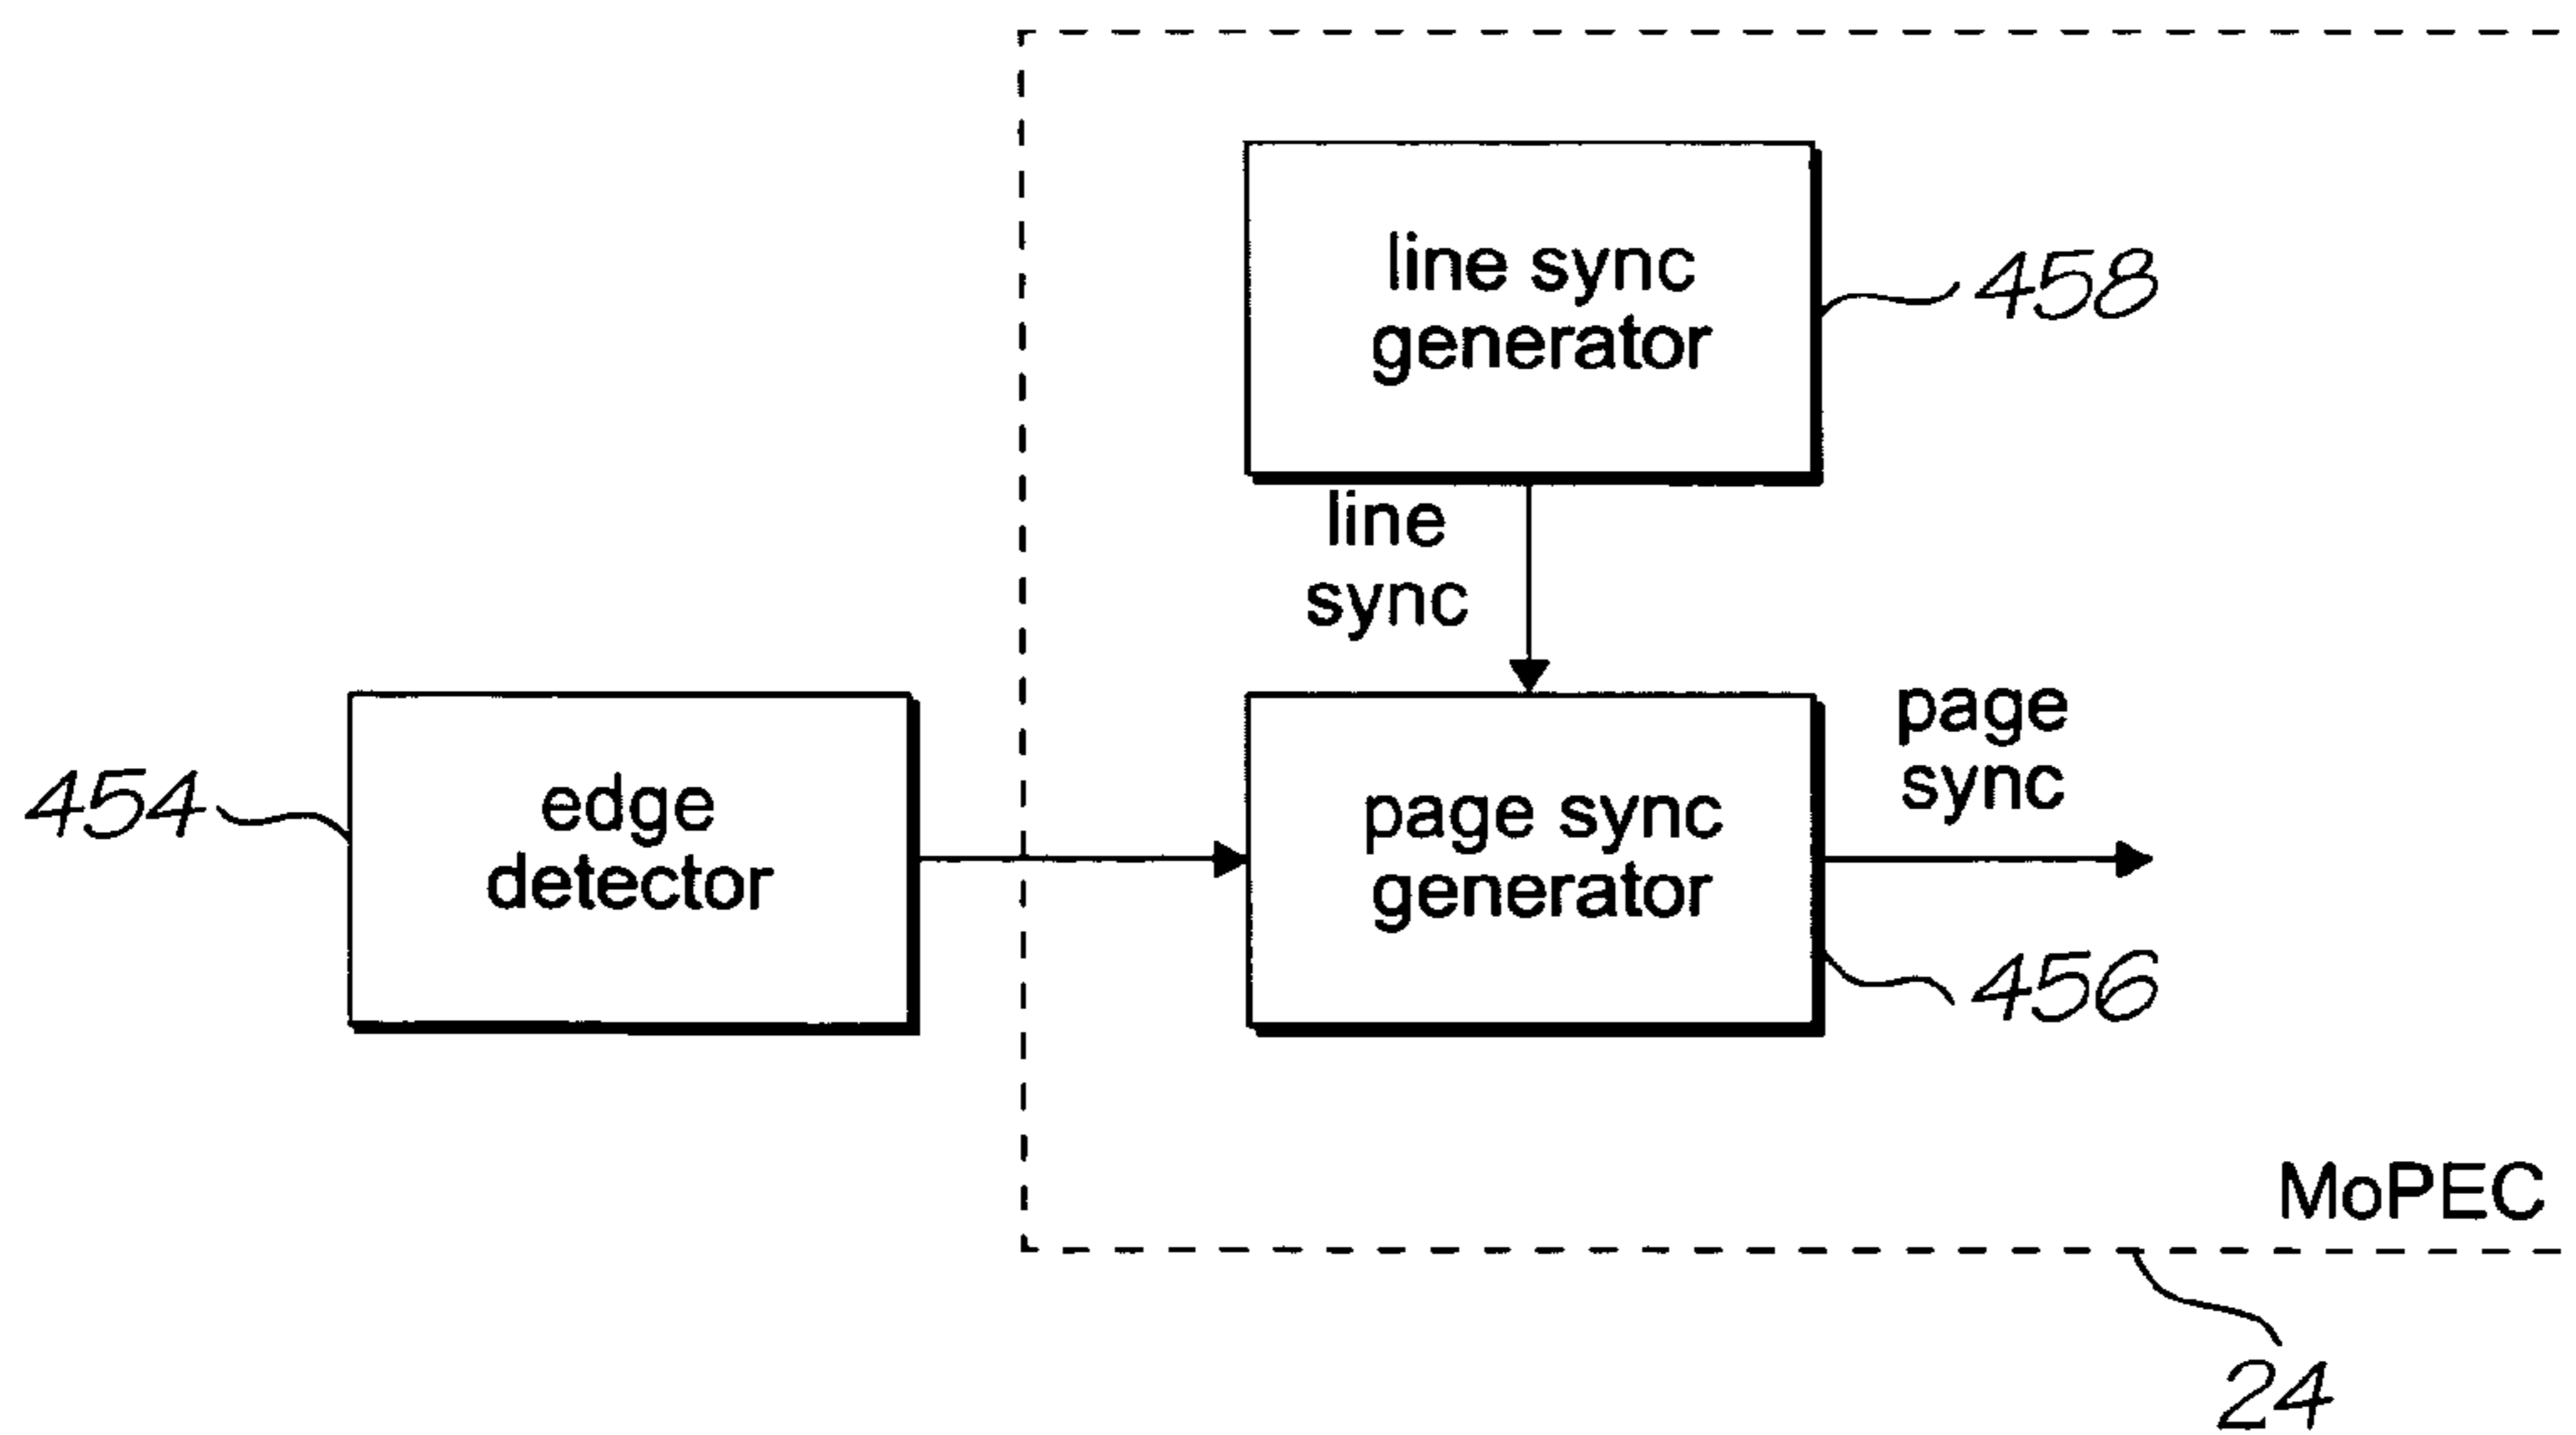 line sync
generator
458
line
sync
454
edge
detector
page sync
generator
page
sync
456
MoPEC
24